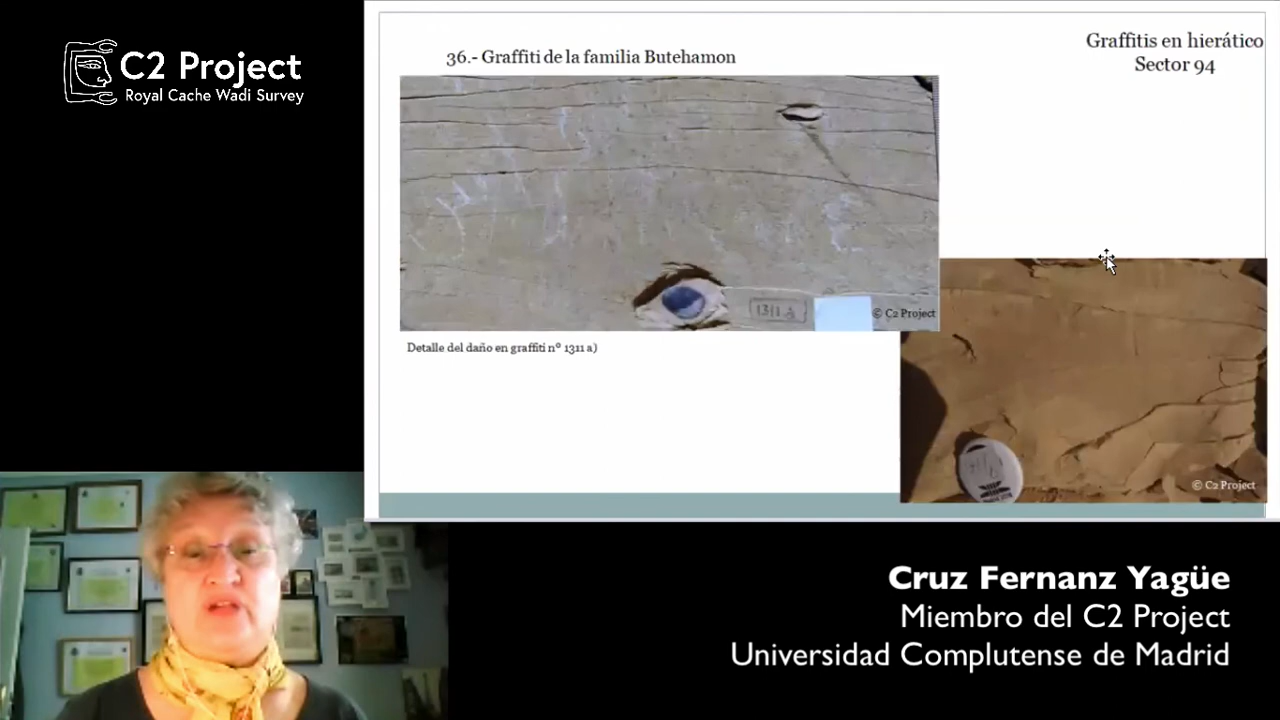 C2 Project
Royal Cache Wadi Survey
36.- Graffiti de la familia Butehamon
Graffitis en hierático
Sector 94
1311 a
© C2 Project
Detalle del daño en graffiti nº 1311 a)
© C2 Project
Cruz Fernanz Yagüe
Miembro del C2 Project
Universidad Complutense de Madrid